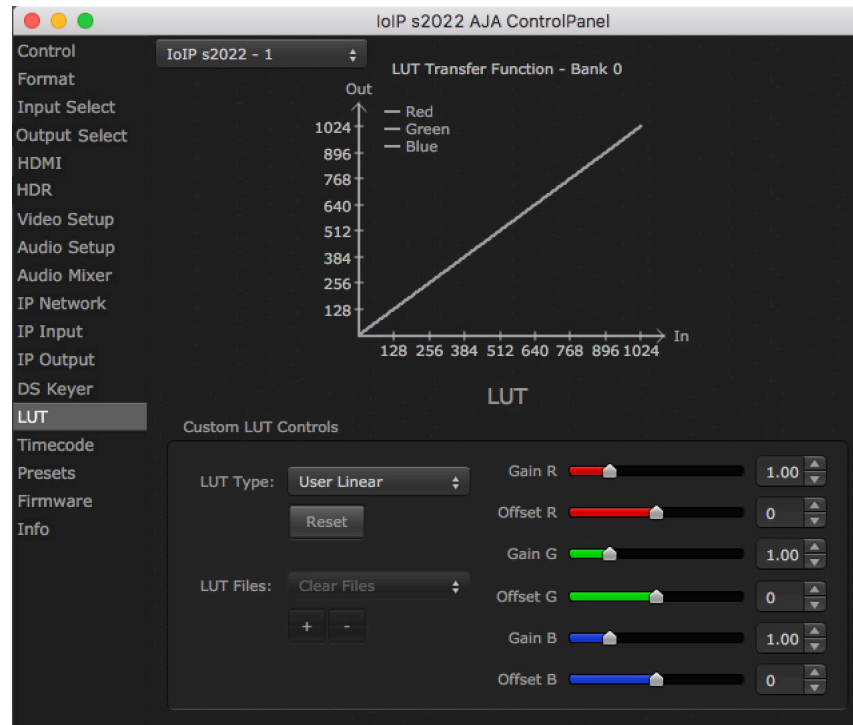 IoIP s2022 AJA ControlPanel
Control
Format
Input Select
Output Select
HDMI
HDR
Video Setup
Audio Setup
Audio Mixer
IP Network
IP Input
IP Output
DS Keyer
LUT
Timecode
Presets
Firmware
Info
IoIP s2022 - 1
LUT Transfer Function - Bank 0
Out
Red
Green
Blue
1024
896
768
640
512
384
256
128
In
128 256 384 512 640 768 896 1024
LUT
Custom LUT Controls
LUT Type: User Linear
Reset
LUT Files: Clear Files
+ -
Gain R 1.00
Offset R 0
Gain G 1.00
Offset G 0
Gain B 1.00
Offset B 0